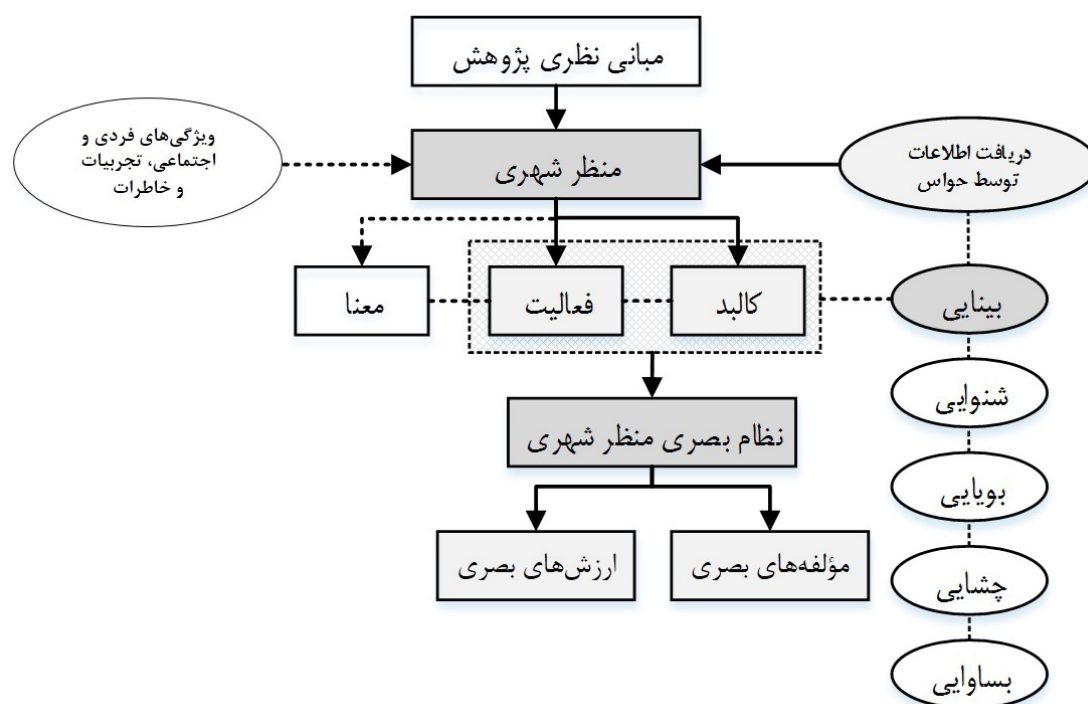 مبانی نظری پژوهش
دریافت اطلاعات
توسط حواس
منظر شهری
ویژگی‌های فردی و
اجتماعی، تجربیات
و خاطرات
بینایی
کالبد
فعالیت
معنا
شنوایی
نظام بصری منظر شهری
بویایی
مؤلفه‌های بصری
ارزش‌های بصری
چشایی
بساوایی